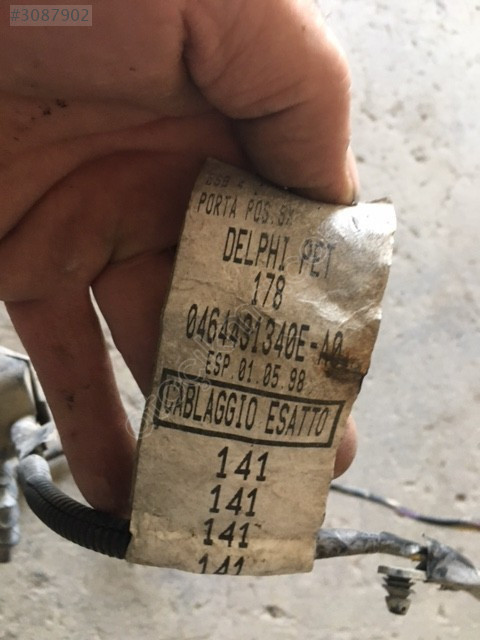 #3087902
PORTA POS.SX
DELPHI PET
178
0464431340E-A0
ESP 01.05.98
CABLAGGIO ESATTO
141
141
141
141